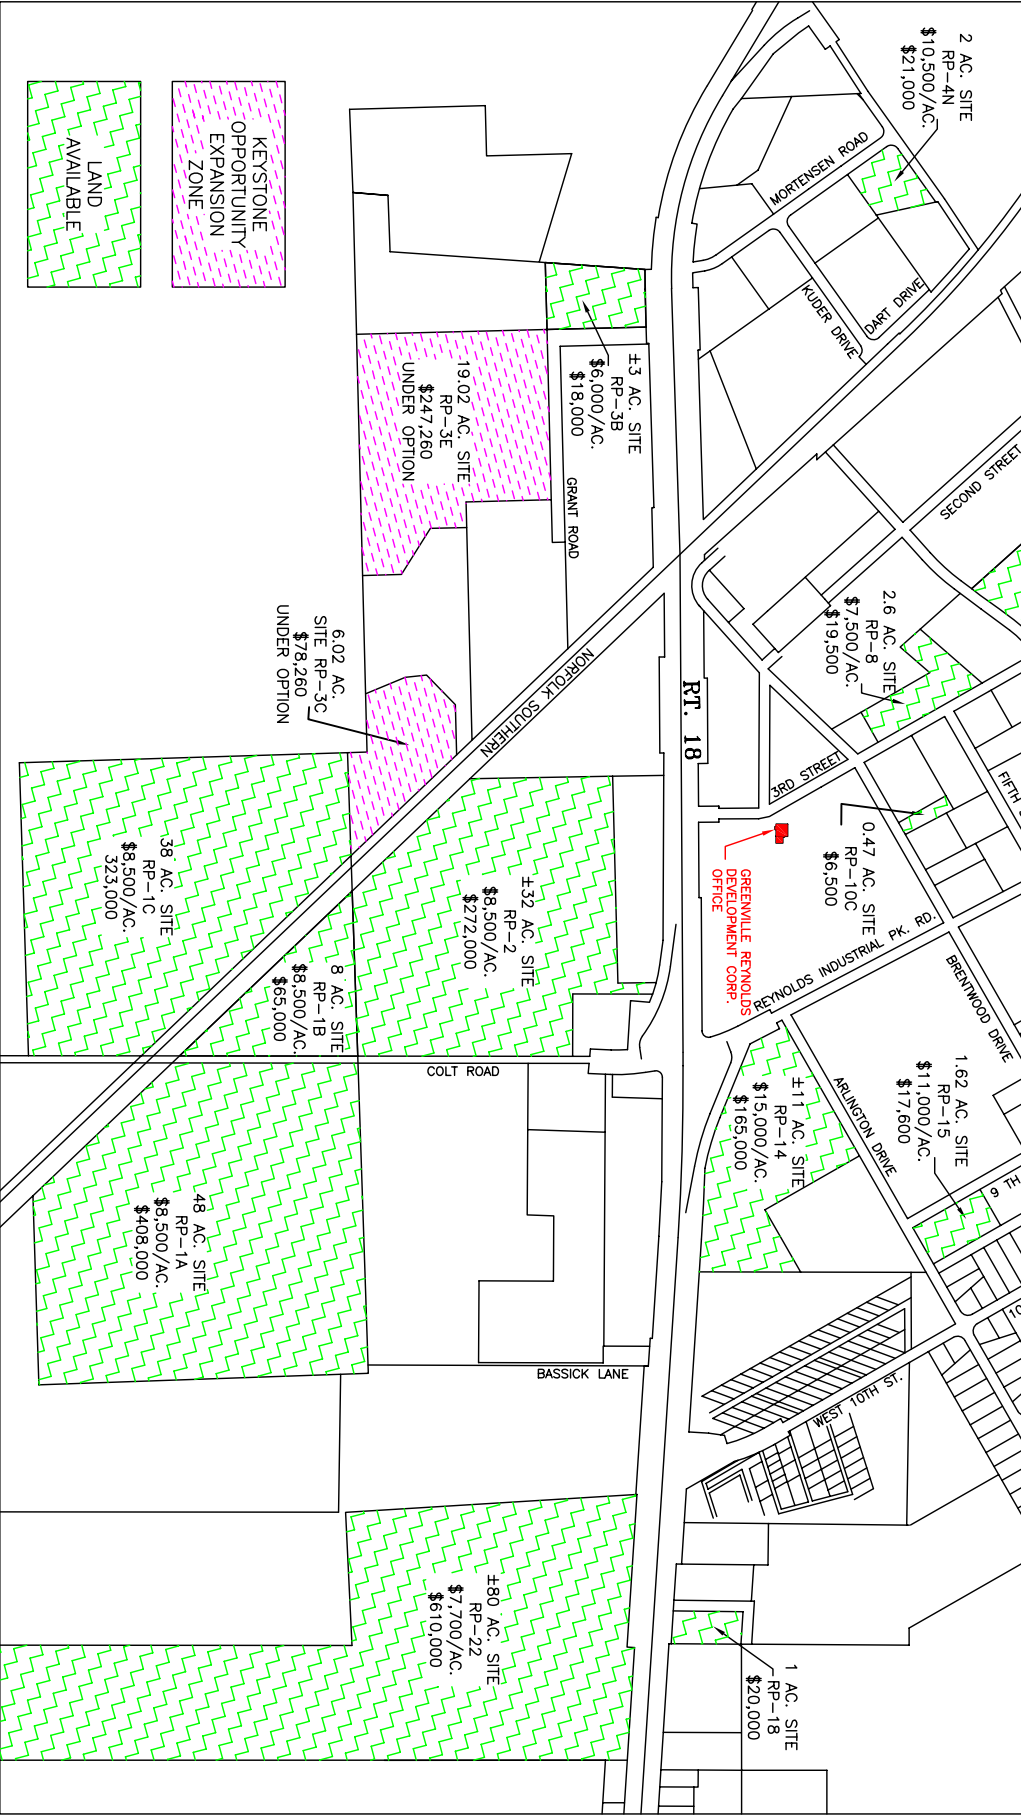 2 AC. SITE
RP-4N
$10,500/AC.
$21,000
MORTENSEN ROAD
KUDER DRIVE
DART DRIVE
SECOND STREET
KEYSTONE
OPPORTUNITY
EXPANSION
ZONE
LAND
AVAILABLE
±3 AC. SITE
RP-3B
$6,000/AC.
$18,000
19.02 AC. SITE
RP-3E
$247,260
UNDER OPTION
GRANT ROAD
2.6 AC. SITE
RP-8
$7,500/AC.
$19,500
6.02 AC.
SITE RP-3C
$78,260
UNDER OPTION
NORFOLK SOUTHERN
RT. 18
3RD STREET
FIFTH
0.47 AC. SITE
RP-10C
$6,500
GREENVILLE REYNOLDS
DEVELOPMENT CORP.
OFFICE
REYNOLDS INDUSTRIAL PK. RD.
BRENTWOOD DRIVE
38 AC. SITE
RP-1C
$8,500/AC.
323,000
±32 AC. SITE
RP-2
$8,500/AC.
$272,000
8 AC. SITE
RP-1B
$8,500/AC.
$65,000
COLT ROAD
±11 AC. SITE
RP-14
$15,000/AC.
$165,000
ARLINGTON DRIVE
1.62 AC. SITE
RP-15
$11,000/AC.
$17,600
9 TH
10
48 AC. SITE
RP-1A
$8,500/AC.
$408,000
BASSICK LANE
WEST 10TH ST.
±80 AC. SITE
RP-22
$7,700/AC.
$610,000
1 AC. SITE
RP-18
$20,000